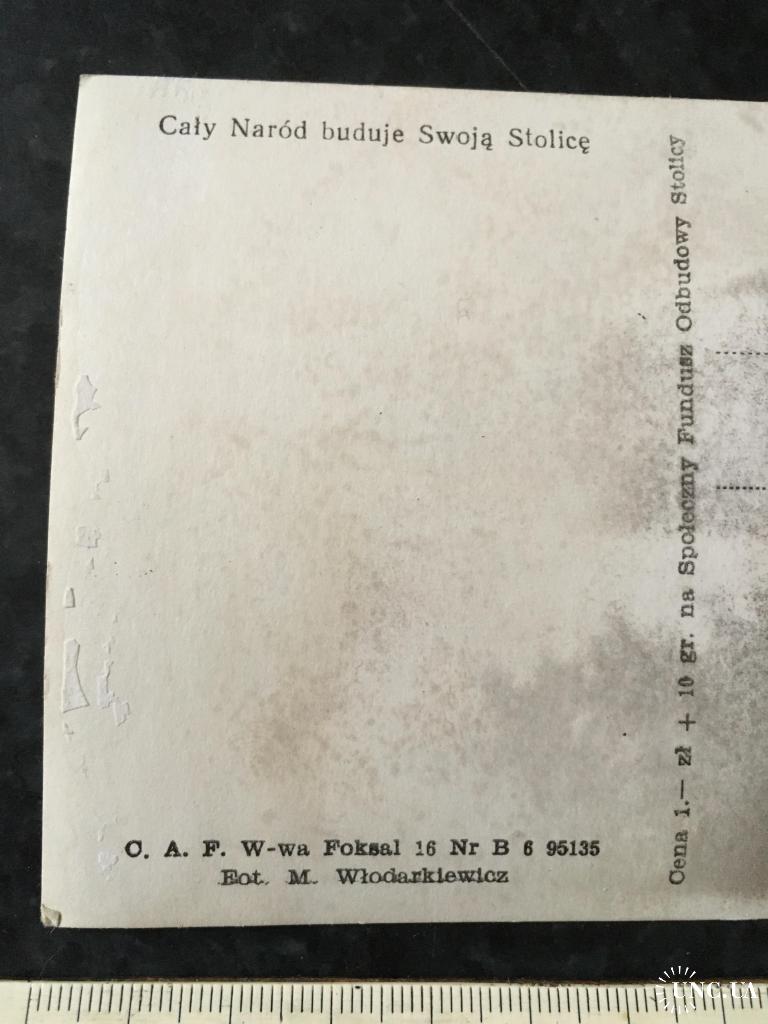 Cały Naród buduje Swoją Stolicę
Cena 1.— zł + 10 gr. na Społeczny Fundusz Odbudowy Stolicy
C. A. F. W-wa Foksal 16 Nr B 6 95135
Fot. M. Włodarkiewicz
UNC.UA